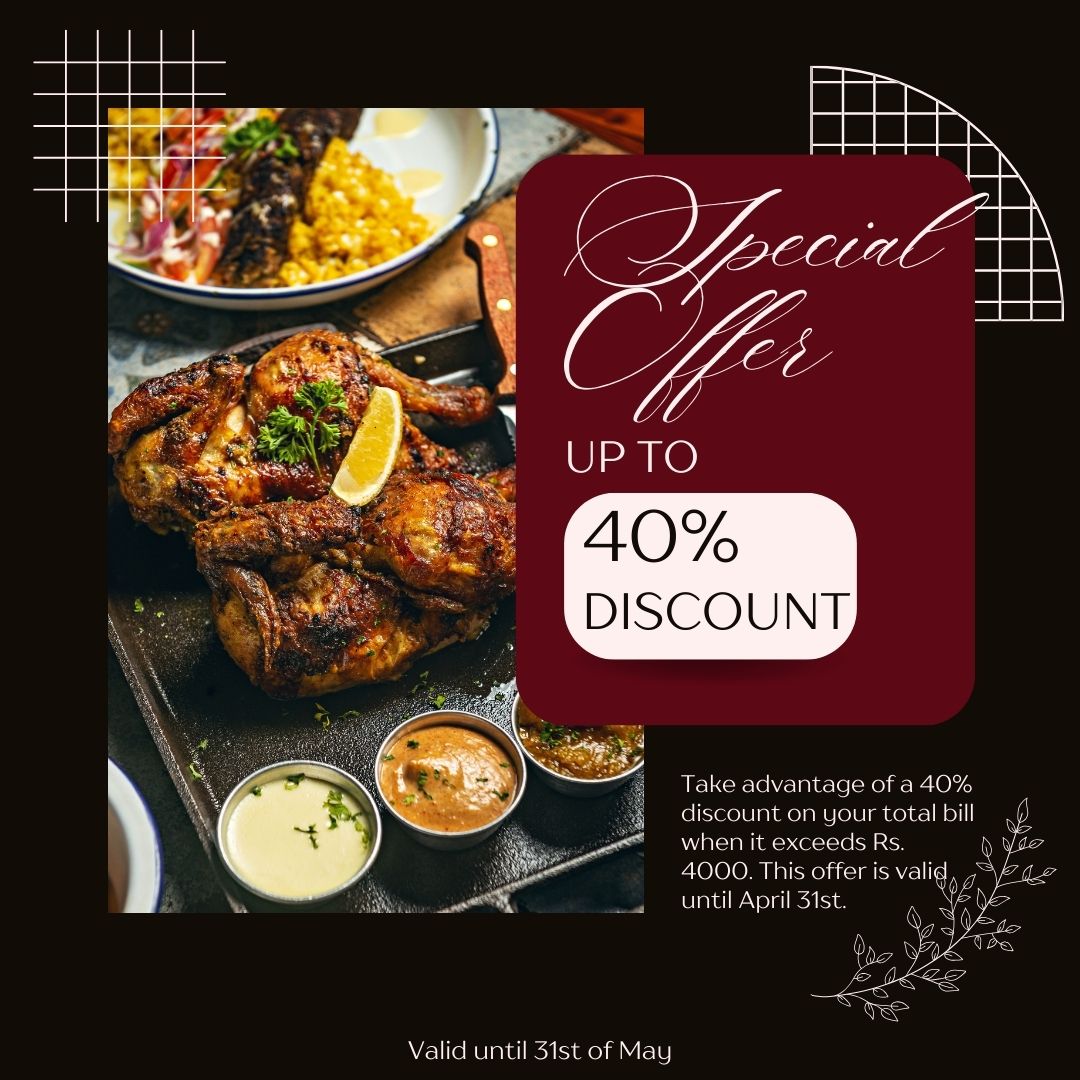 Special
Offer
UP TO
40%
DISCOUNT
Take advantage of a 40%
discount on your total bill
when it exceeds Rs.
4000. This offer is valid
until April 31st.
Valid until 31st of May